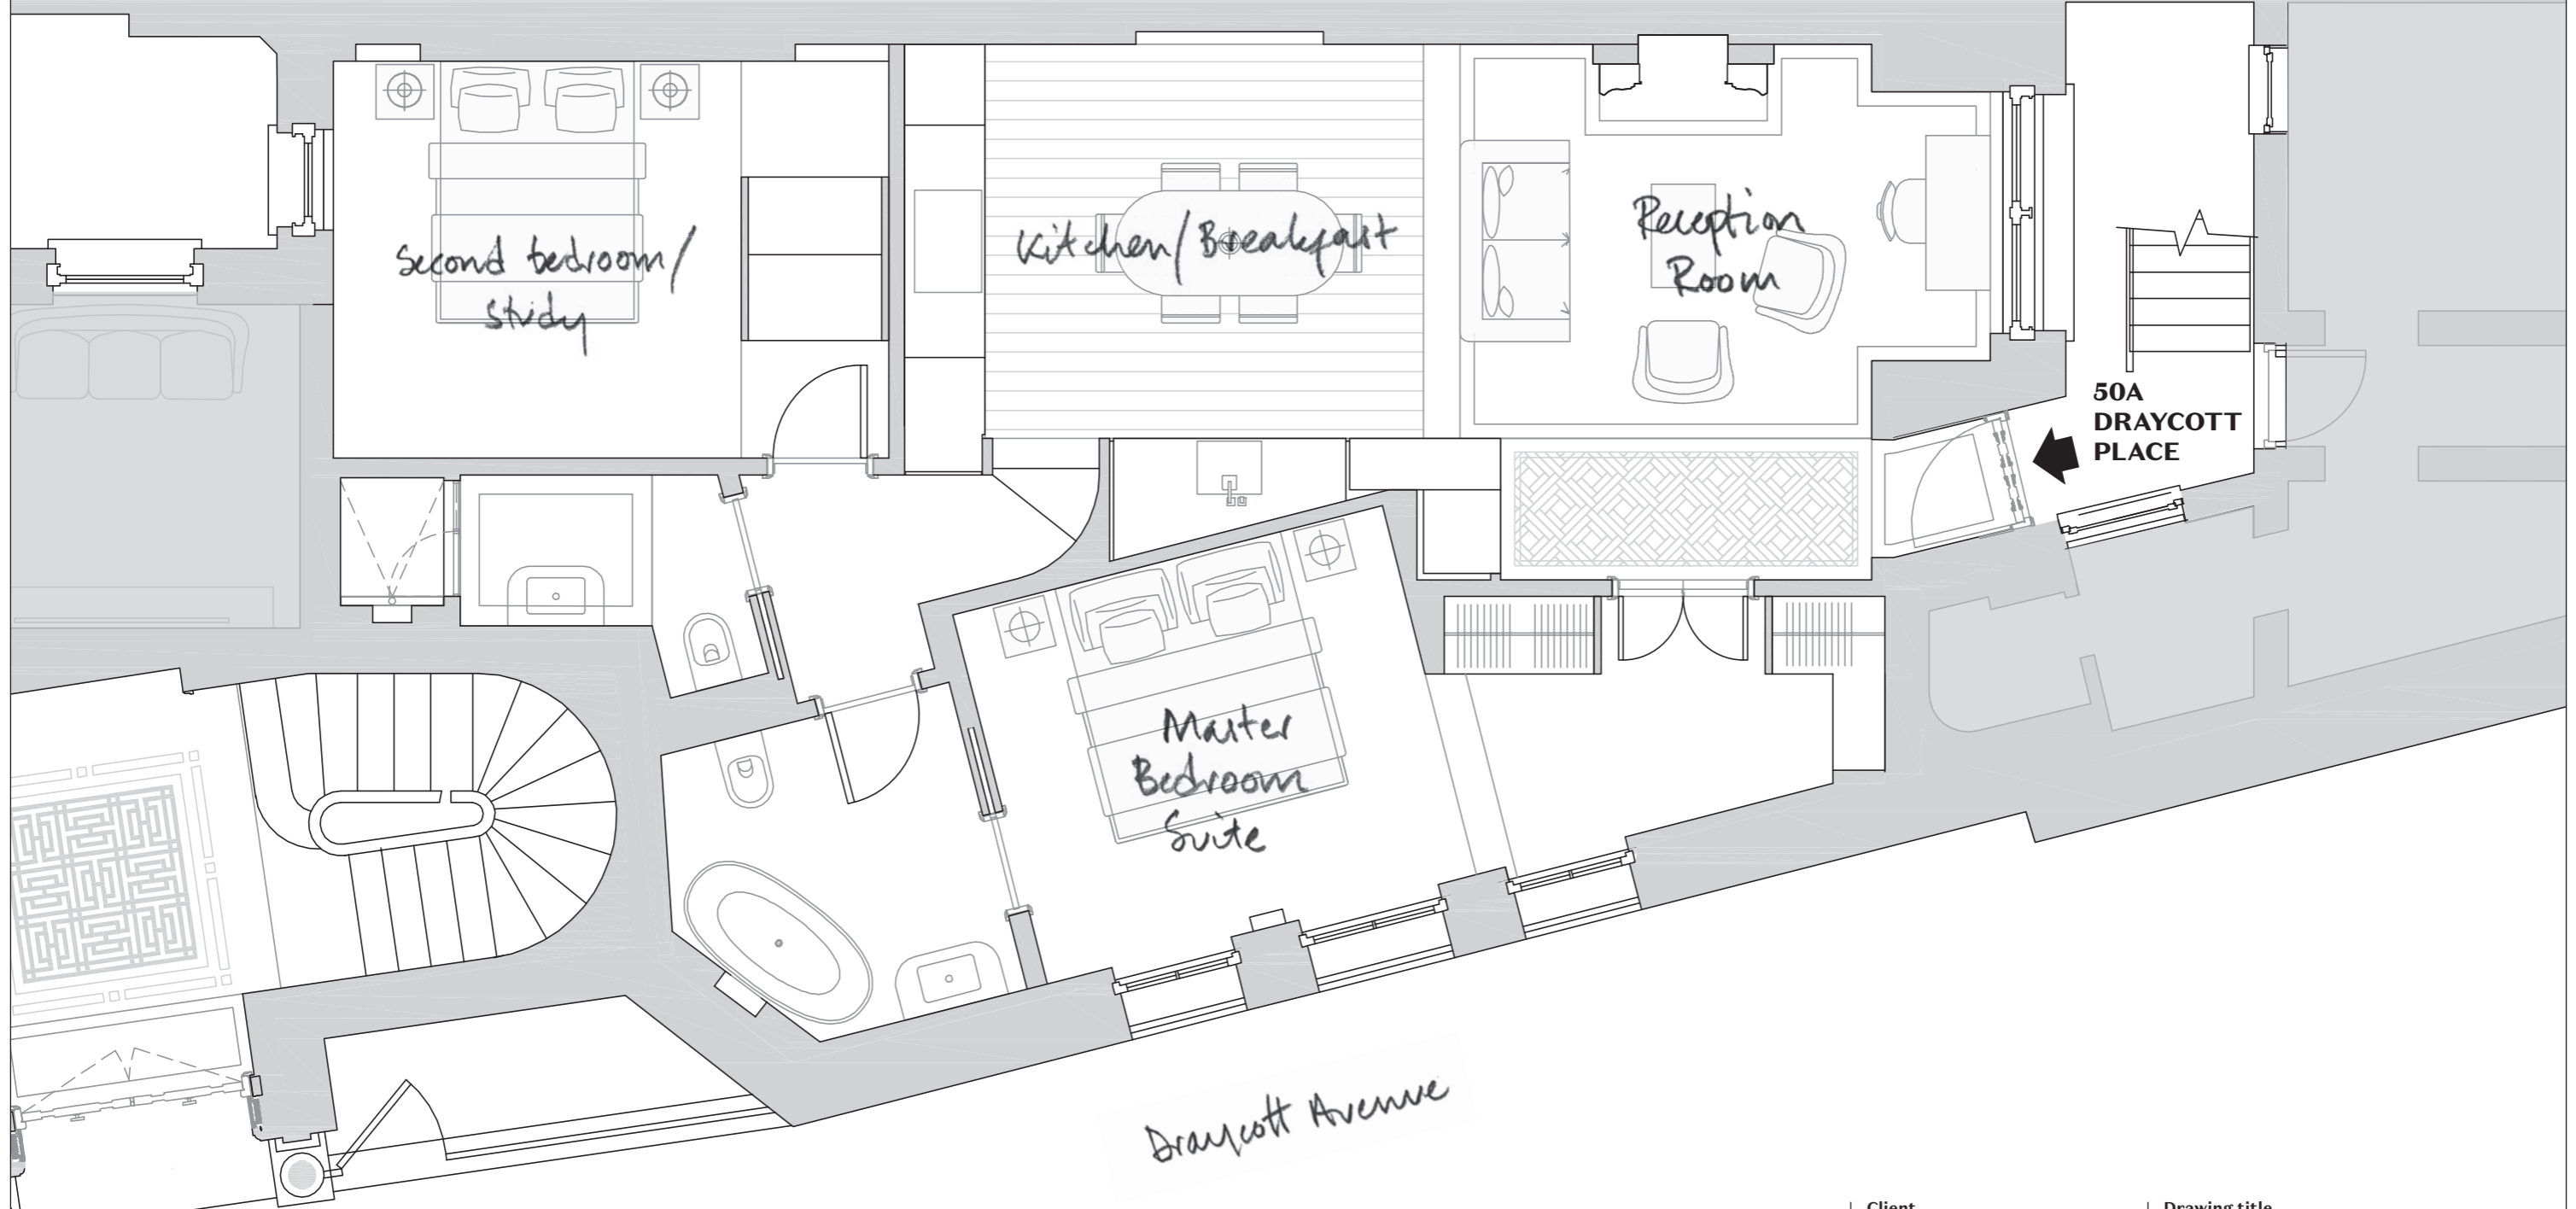 Second bedroom/
Study
Kitchen/Breakfast
Reception
Room
50A
DRAYCOTT
PLACE
Master
Bedroom
Suite
Draycott Avenue
Client
Drawing title